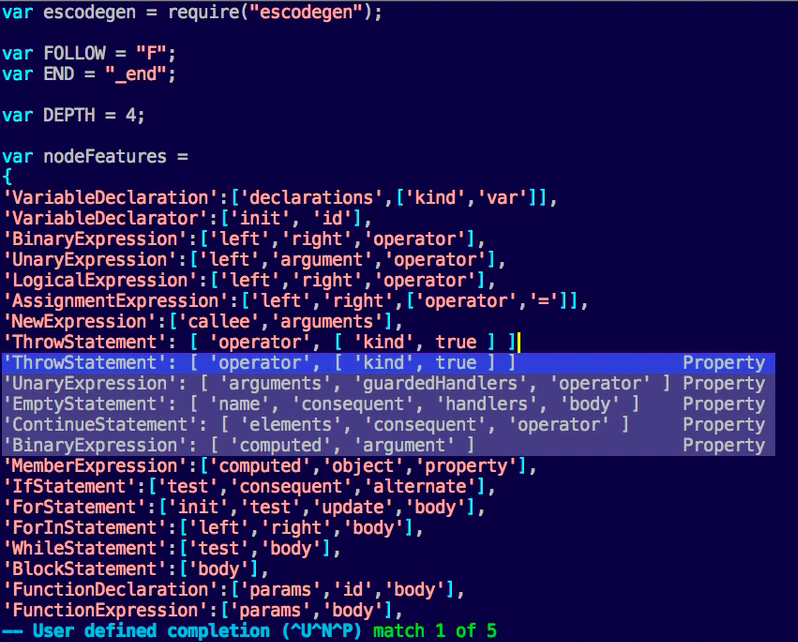 var escodegen = require("escodegen");
var FOLLOW = "F";
var END = "_end";
var DEPTH = 4;
var nodeFeatures =
{
'VariableDeclaration':['declarations',['kind','var']],
'VariableDeclarator':['init', 'id'],
'BinaryExpression':['left','right','operator'],
'UnaryExpression':['left','argument','operator'],
'LogicalExpression':['left','right','operator'],
'AssignmentExpression':['left','right',['operator','=']],
'NewExpression':['callee','arguments'],
'ThrowStatement': [ 'operator', [ 'kind', true ] ]
'ThrowStatement': [ 'operator', [ 'kind', true ] ] Property
'UnaryExpression': [ 'arguments', 'guardedHandlers', 'operator' ] Property
'EmptyStatement': [ 'name', 'consequent', 'handlers', 'body' ] Property
'ContinueStatement': [ 'elements', 'consequent', 'operator' ] Property
'BinaryExpression': [ 'computed', 'argument' ] Property
'MemberExpression':['computed','object','property'],
'IfStatement':['test','consequent','alternate'],
'ForStatement':['init','test','update','body'],
'ForInStatement':['left','right','body'],
'WhileStatement':['test','body'],
'BlockStatement':['body'],
'FunctionDeclaration':['params','id','body'],
'FunctionExpression':['params','body'],
-- User defined completion (^U^N^P) match 1 of 5